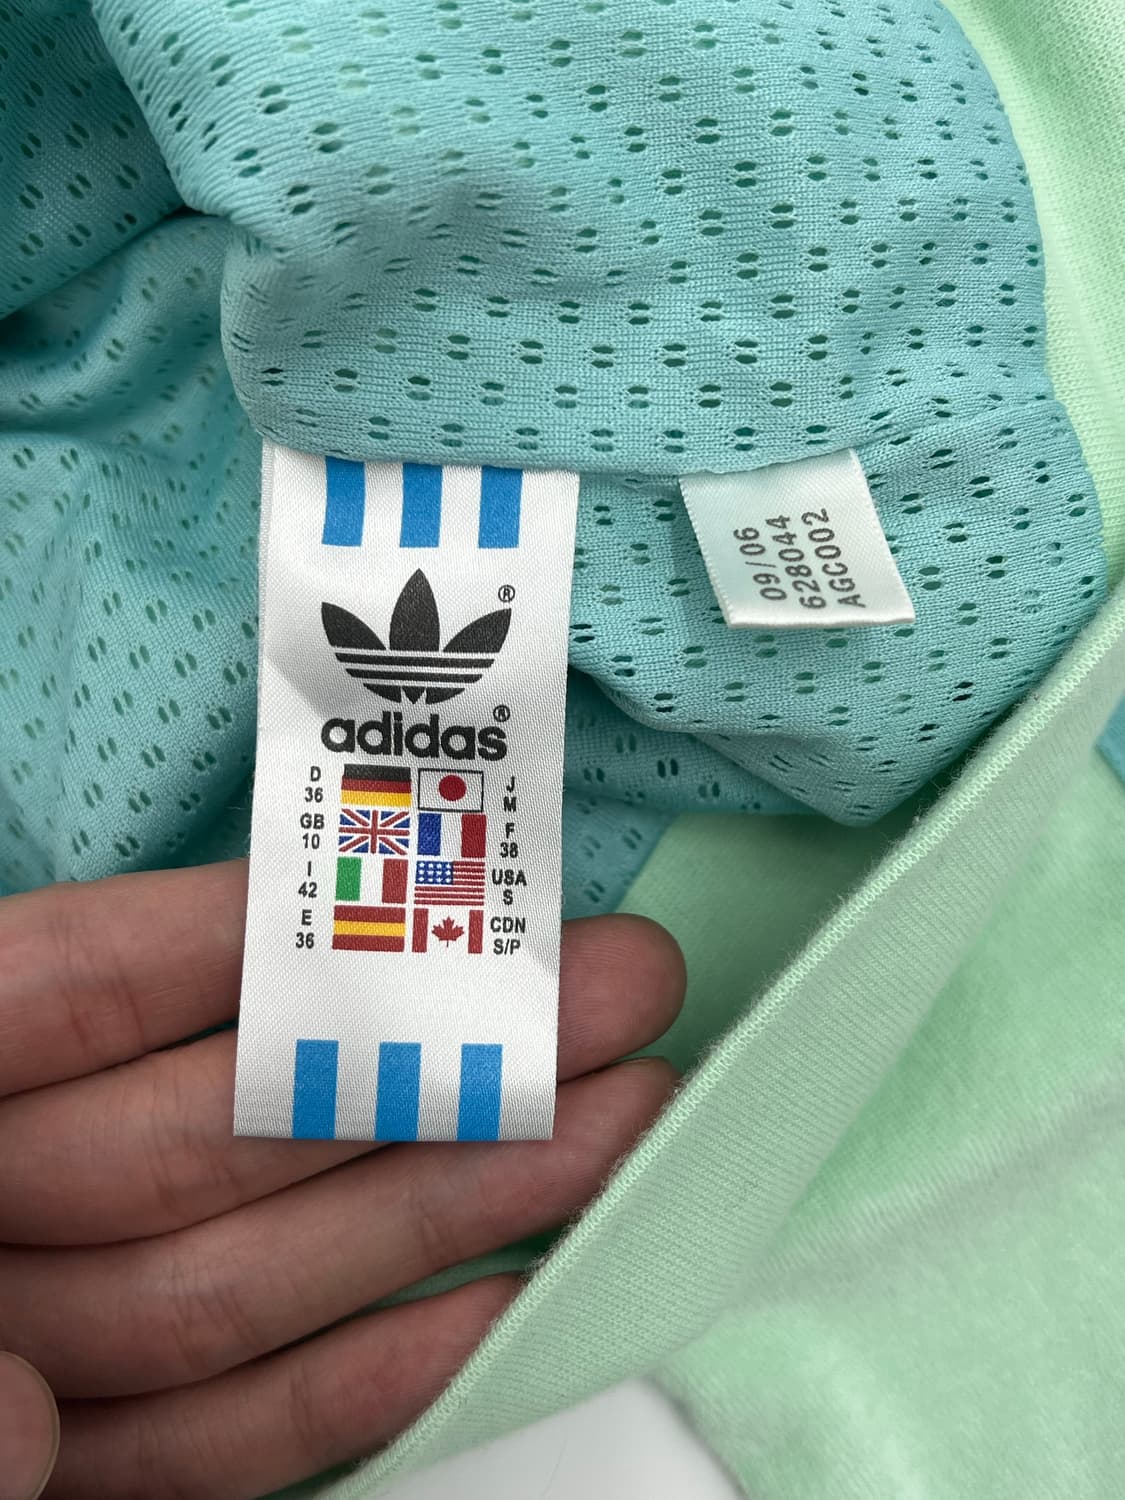 ®
adidas®
D 36 J M
GB 10 F 38
I 42 USA S
E 36 CDN S/P
09/06
628044
AGC002